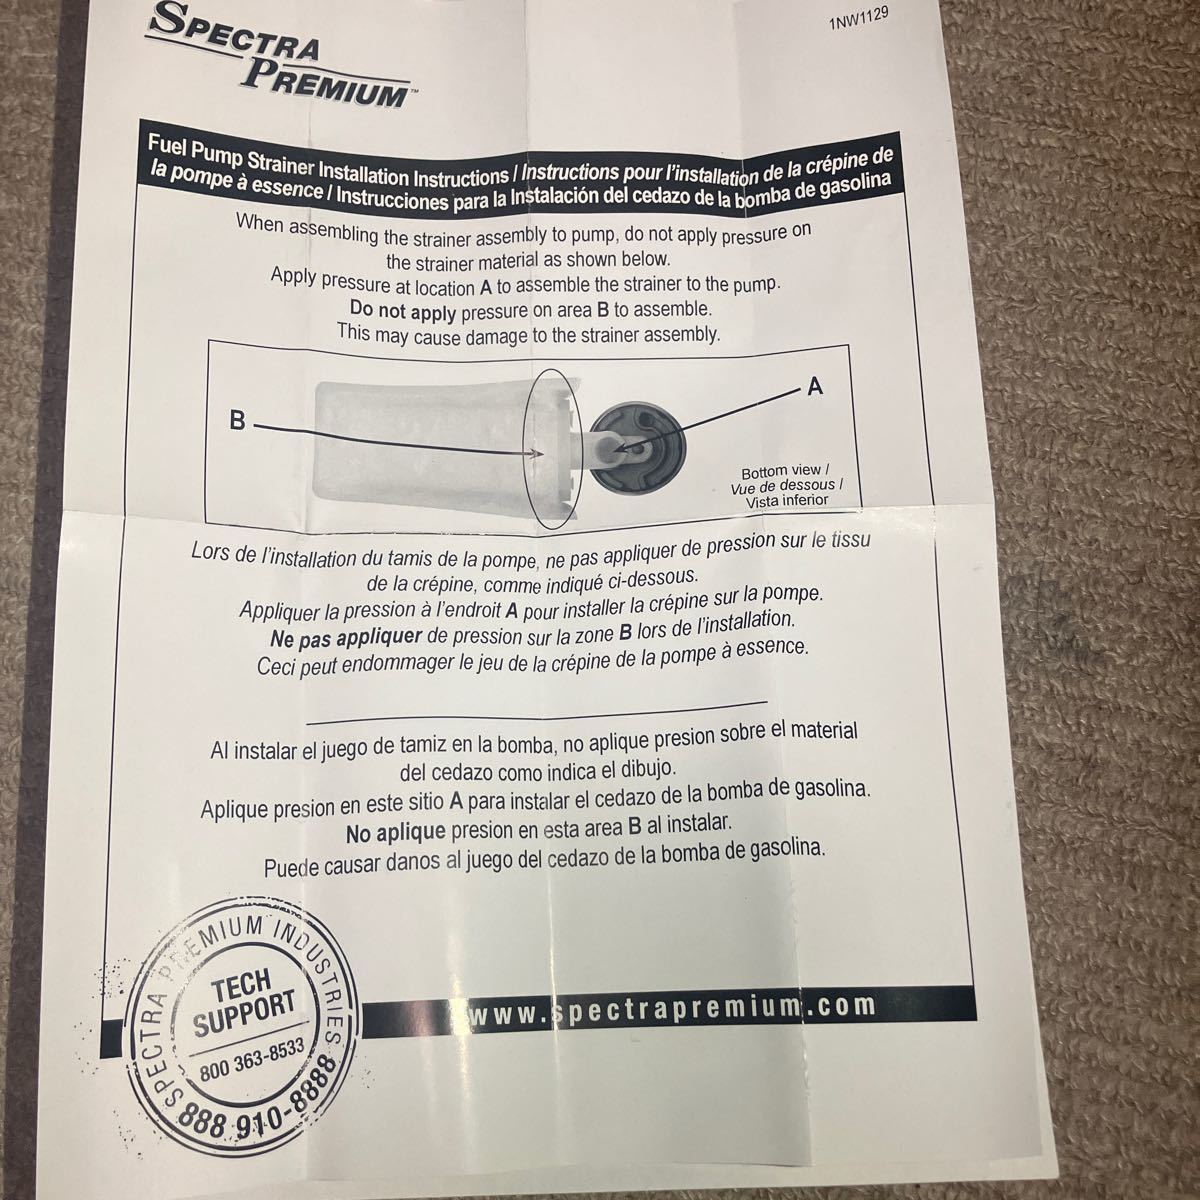 SPECTRA
PREMIUM™
1NW1129
Fuel Pump Strainer Installation Instructions / Instructions pour l'installation de la crépine de
la pompe à essence / Instrucciones para la Instalación del cedazo de la bomba de gasolina
When assembling the strainer assembly to pump, do not apply pressure on
the strainer material as shown below.
Apply pressure at location A to assemble the strainer to the pump.
Do not apply pressure on area B to assemble.
This may cause damage to the strainer assembly.
B
A
Bottom view /
Vue de dessous /
Vista inferior
Lors de l'installation du tamis de la pompe, ne pas appliquer de pression sur le tissu
de la crépine, comme indiqué ci-dessous.
Appliquer la pression à l'endroit A pour installer la crépine sur la pompe.
Ne pas appliquer de pression sur la zone B lors de l'installation.
Ceci peut endommager le jeu de la crépine de la pompe à essence.
Al instalar el juego de tamiz en la bomba, no aplique presion sobre el material
del cedazo como indica el dibujo.
Aplique presion en este sitio A para instalar el cedazo de la bomba de gasolina.
No aplique presion en esta area B al instalar.
Puede causar danos al juego del cedazo de la bomba de gasolina.
SPECTRA PREMIUM INDUSTRIES
TECH
SUPPORT
800 363-8533
888 910-8888
www.spectrapremium.com